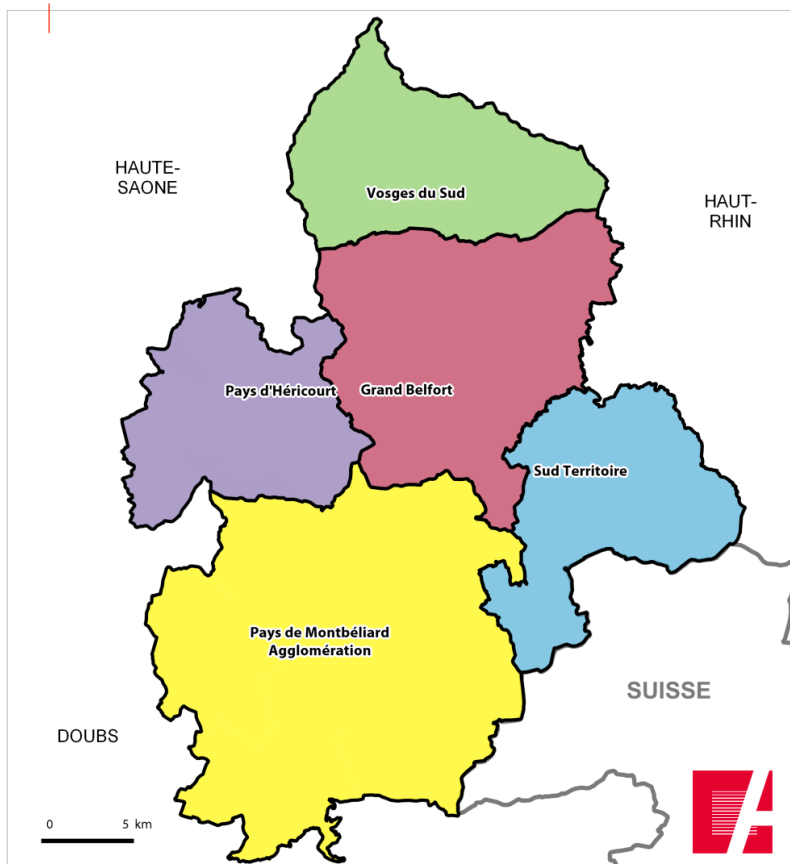 HAUTE-
SAONE
Vosges du Sud
HAUT-
RHIN
Pays d'Héricourt
Grand Belfort
Sud Territoire
Pays de Montbéliard
Agglomération
SUISSE
DOUBS
0 5 km